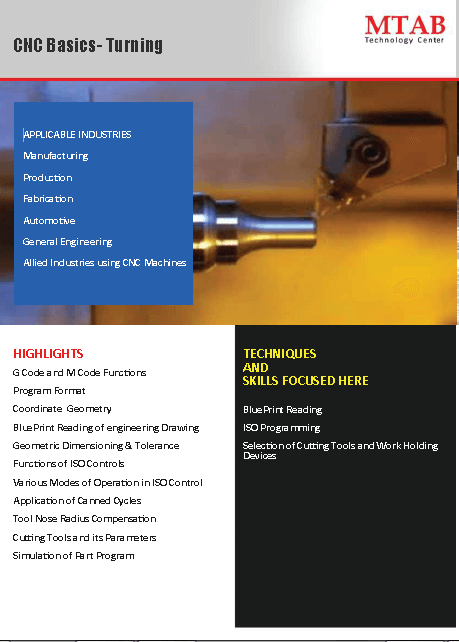 CNC Basics- Turning
MTAB
Technology Center
APPLICABLE INDUSTRIES
Manufacturing
Production
Fabrication
Automotive
General Engineering
Allied Industries using CNC Machines
HIGHLIGHTS
G Code and M Code Functions
Program Format
Coordinate Geometry
BluePrint Reading of engineering Drawing
Geometric Dimensioning & Tolerance
Functions of ISO Controls
Various Modes of Operation in ISO Control
Application of Canned Cycles
Tool Nose Radius Compensation
Cutting Tools and its Parameters
Simulation of Part Program
TECHNIQUES
AND
SKILLS FOCUSED HERE
BluePrint Reading
ISO Programming
Selection of Cutting Tools and Work Holding
Devices